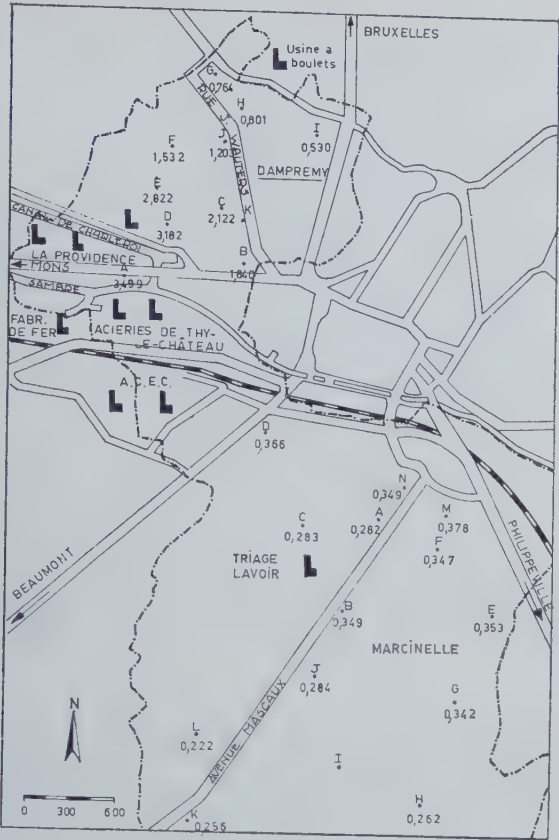 BRUXELLES
Usine a
boulets
G
0,764
H
0,801
RUE J. WAUTERS
J
1,203
I
0,530
F
1,532
DAMPREMY
E
2,822
C
2,122
D
3,182
K
CANAL DE CHARLEROI
B
1,840
LA PROVIDENCE
MONS
A
3,499
SAMBRE
FABR.
DE FER
ACIERIES DE THY-
LE-CHÂTEAU
A.C.E.C.
D
0,366
N
0,349
C
0,283
A
0,282
M
0,378
F
0,347
PHILIPPEVILLE
TRIAGE
LAVOIR
BEAUMONT
B
0,349
E
0,353
MARCINELLE
J
0,284
G
0,342
AVENUE MASCAUX
L
0,222
N
I
H
0,262
K
0,256
0 300 600